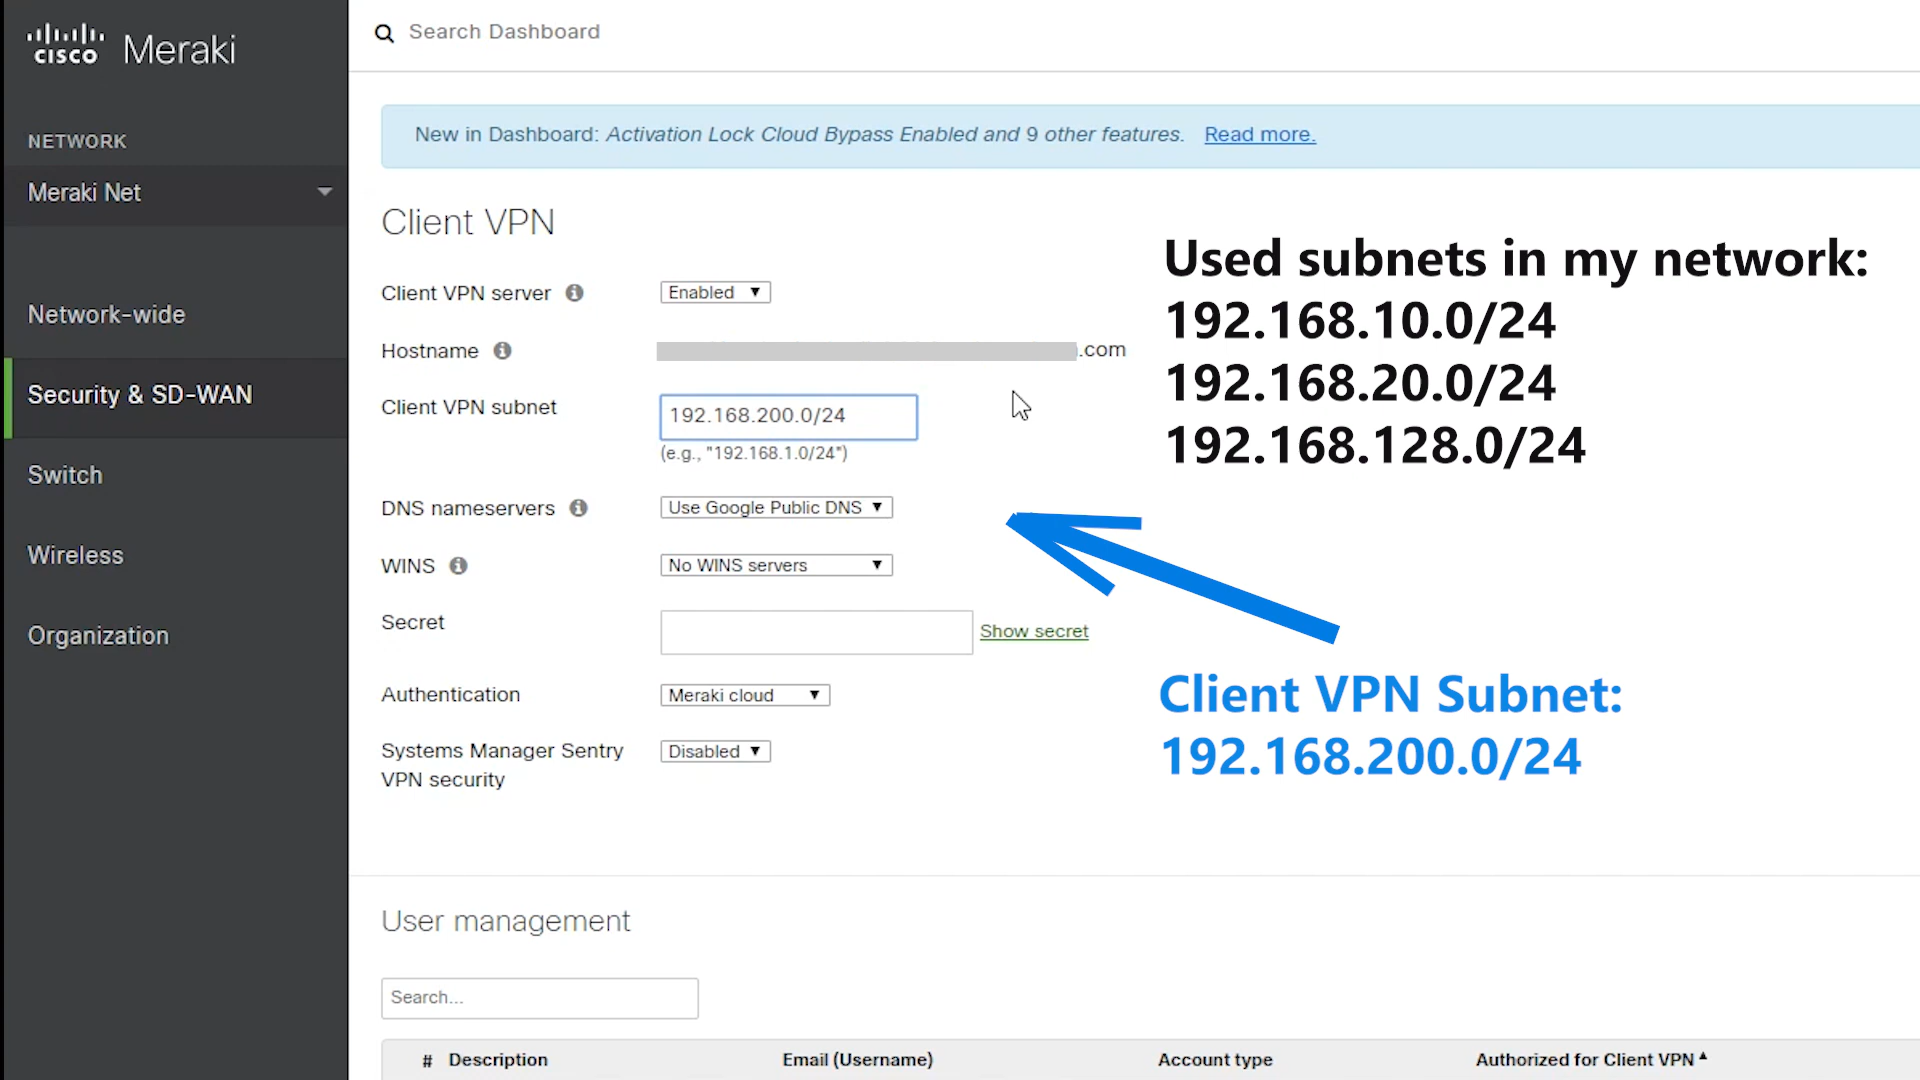 cisco Meraki
Search Dashboard
NETWORK
Meraki Net
Network-wide
Security & SD-WAN
Switch
Wireless
Organization
New in Dashboard: Activation Lock Cloud Bypass Enabled and 9 other features. Read more.
Client VPN
Client VPN server Enabled
Hostname .com
Client VPN subnet 192.168.200.0/24
(e.g., "192.168.1.0/24")
DNS nameservers Use Google Public DNS
WINS No WINS servers
Secret Show secret
Authentication Meraki cloud
Systems Manager Sentry Disabled
VPN security
Used subnets in my network:
192.168.10.0/24
192.168.20.0/24
192.168.128.0/24
Client VPN Subnet:
192.168.200.0/24
User management
Search...
# Description Email (Username) Account type Authorized for Client VPN